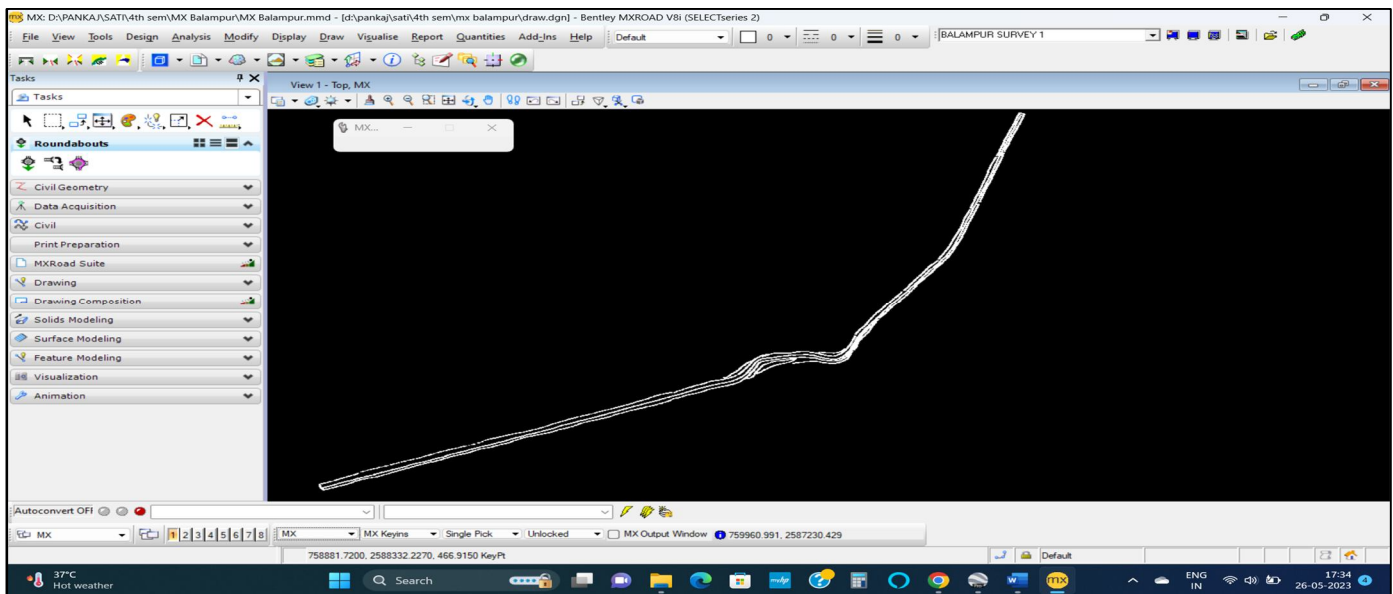 MX: D:\PANKAJ\SATI\4th sem\MX Balampur\MX Balampur.mmd - [d:\pankaj\sati\4th sem\mx balampur\draw.dgn] - Bentley MXROAD V8i (SELECTseries 2)
File View Tools Design Analysis Modify Display Draw Visualise Report Quantities Add-Ins Help Default 0 0 0 BALAMPUR SURVEY 1
Tasks
View 1 - Top, MX
Tasks
MX...
Roundabouts
Civil Geometry
Data Acquisition
Civil
Print Preparation
MXRoad Suite
Drawing
Drawing Composition
Solids Modeling
Surface Modeling
Feature Modeling
Visualization
Animation
Autoconvert OFF
MX 1 2 3 4 5 6 7 8 MX MX Keyins Single Pick Unlocked MX Output Window 759960.991, 2587230.429
758881.7200, 2588332.2270, 466.9150 KeyPt Default
37°C
Hot weather
Search
ENG
IN
17:34
26-05-2023
4